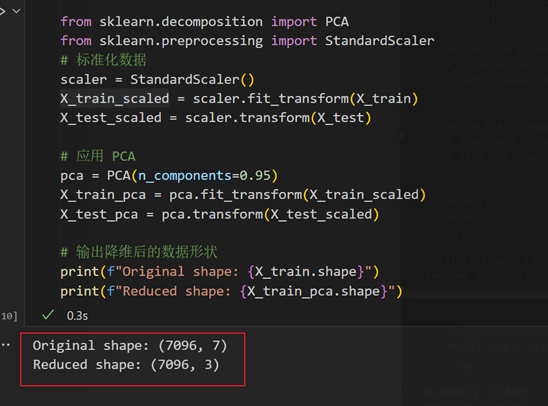 from sklearn.decomposition import PCA
from sklearn.preprocessing import StandardScaler
# 标准化数据
scaler = StandardScaler()
X_train_scaled = scaler.fit_transform(X_train)
X_test_scaled = scaler.transform(X_test)
# 应用 PCA
pca = PCA(n_components=0.95)
X_train_pca = pca.fit_transform(X_train_scaled)
X_test_pca = pca.transform(X_test_scaled)
# 输出降维后的数据形状
print(f"Original shape: {X_train.shape}")
print(f"Reduced shape: {X_train_pca.shape}")
10]
0.3s
Original shape: (7096, 7)
Reduced shape: (7096, 3)